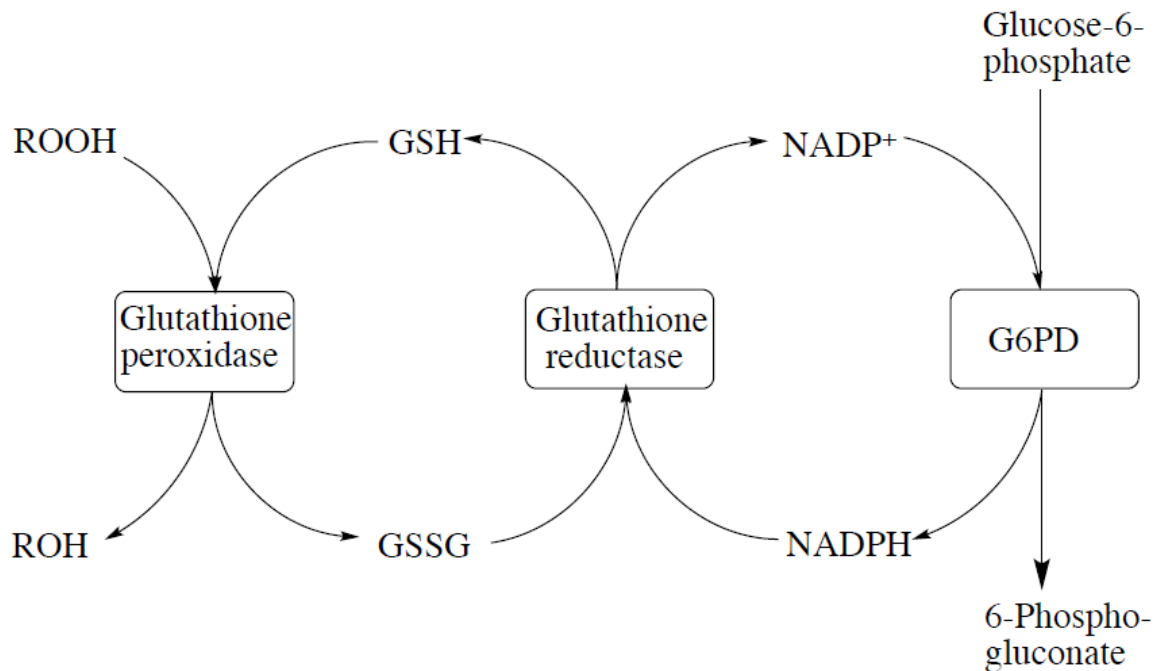 Glucose-6-
phosphate
ROOH
GSH
NADP+
Glutathione
peroxidase
Glutathione
reductase
G6PD
ROH
GSSG
NADPH
6-Phospho-
gluconate